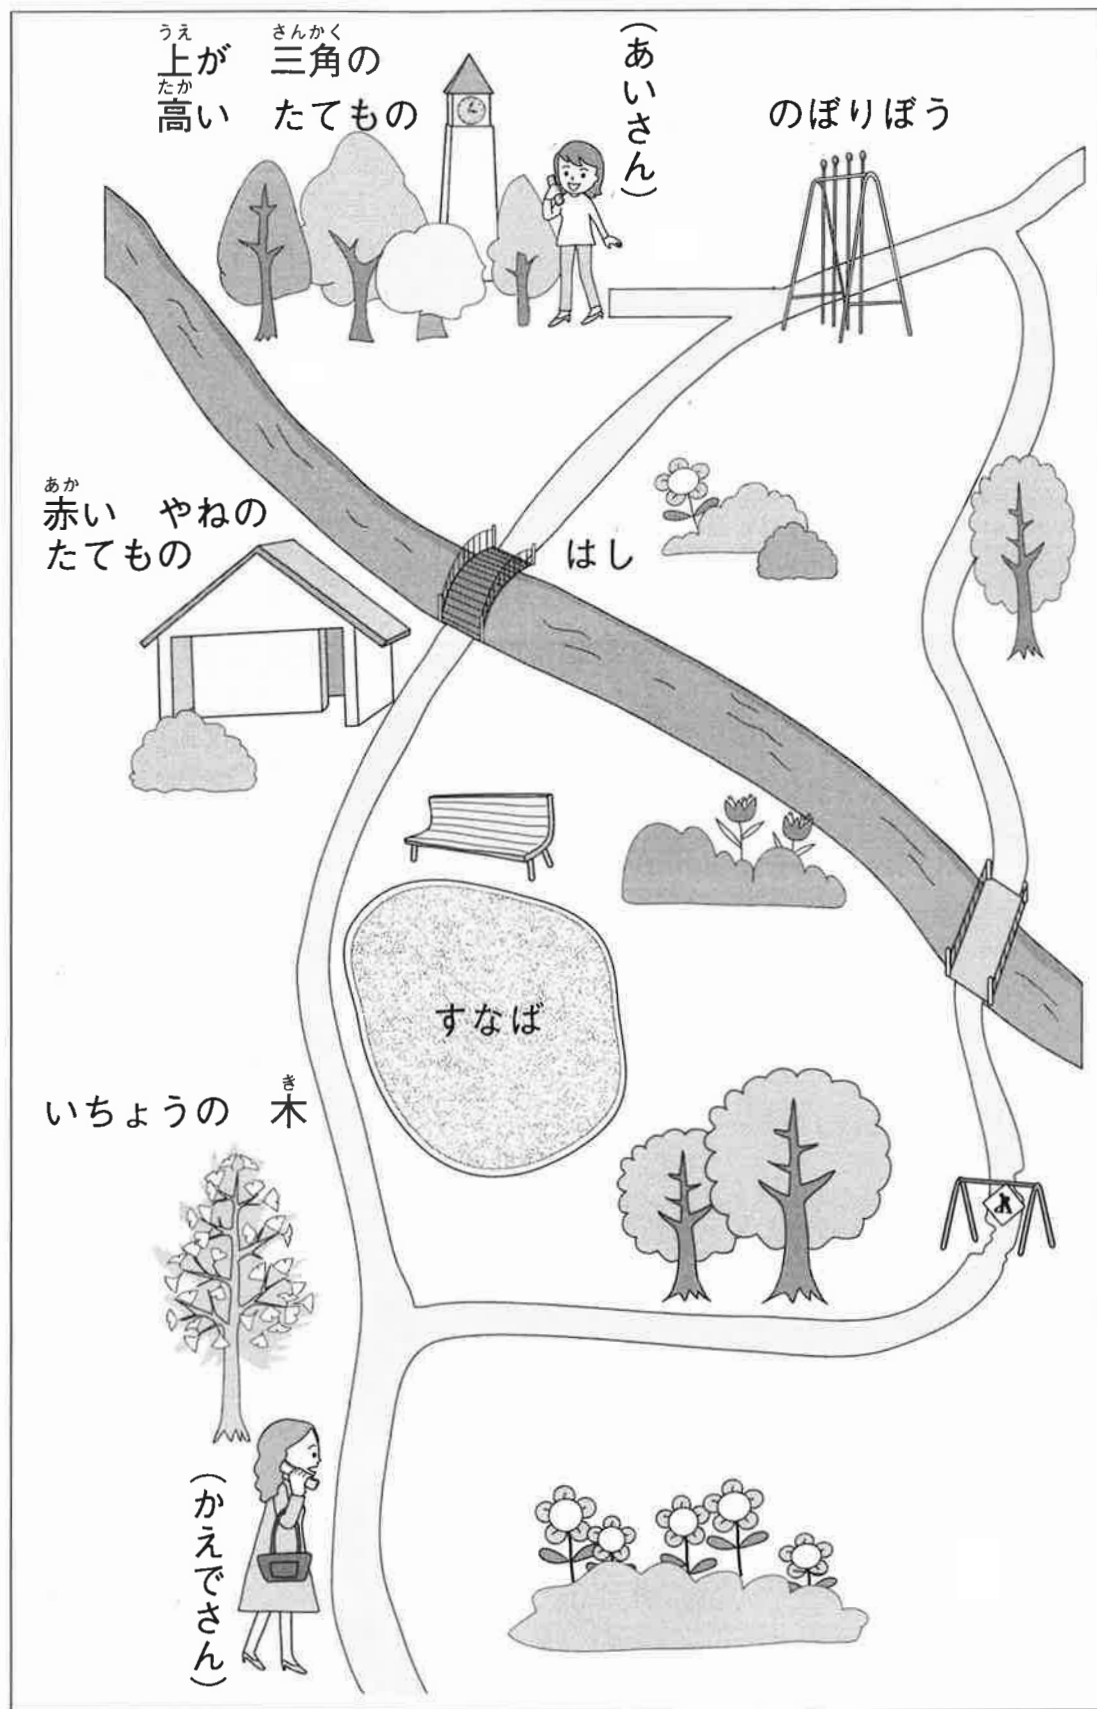 上が 三角の
高い たてもの
(あいさん)
のぼりぼう
赤い やねの
たてもの
はし
すなば
いちょうの 木
(かえでさん)